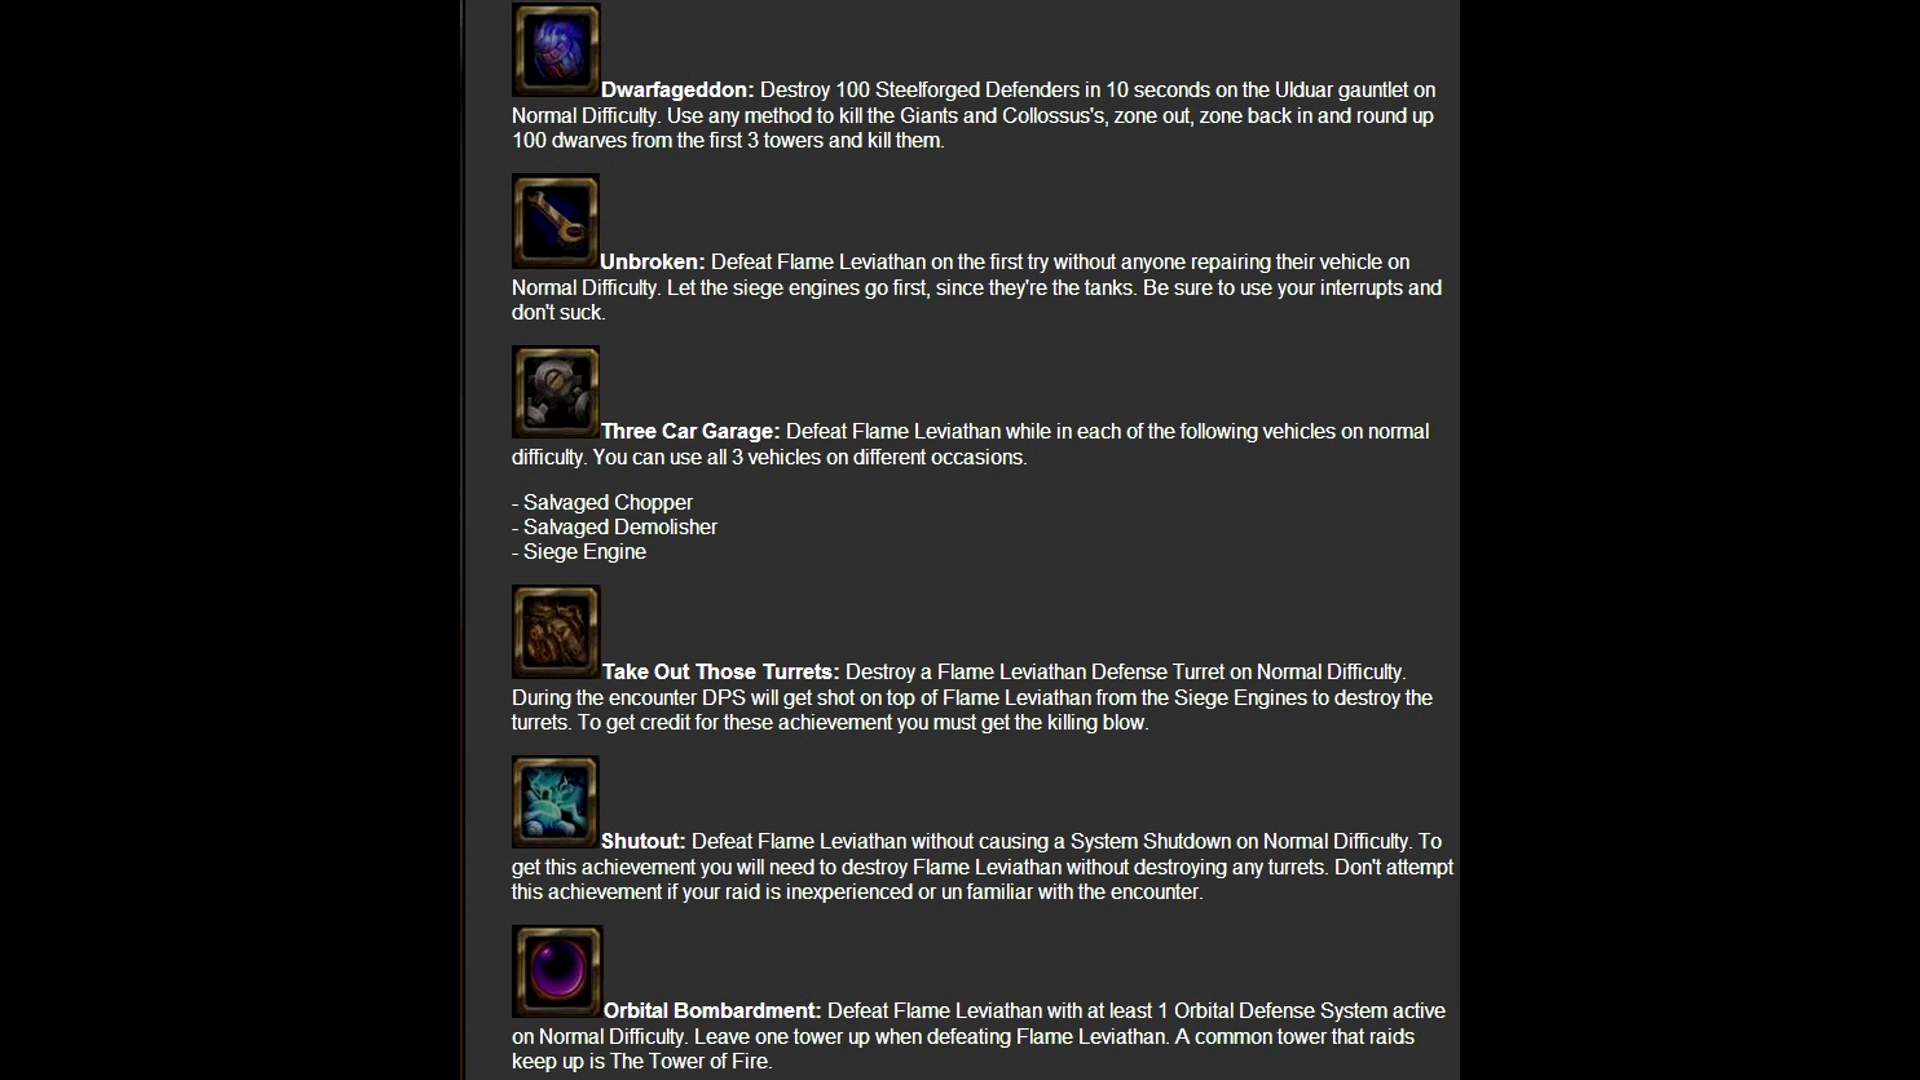 Dwarfageddon: Destroy 100 Steelforged Defenders in 10 seconds on the Ulduar gauntlet on
Normal Difficulty. Use any method to kill the Giants and Collossus's, zone out, zone back in and round up
100 dwarves from the first 3 towers and kill them.
Unbroken: Defeat Flame Leviathan on the first try without anyone repairing their vehicle on
Normal Difficulty. Let the siege engines go first, since they're the tanks. Be sure to use your interrupts and
don't suck.
Three Car Garage: Defeat Flame Leviathan while in each of the following vehicles on normal
difficulty. You can use all 3 vehicles on different occasions.
- Salvaged Chopper
- Salvaged Demolisher
- Siege Engine
Take Out Those Turrets: Destroy a Flame Leviathan Defense Turret on Normal Difficulty.
During the encounter DPS will get shot on top of Flame Leviathan from the Siege Engines to destroy the
turrets. To get credit for these achievement you must get the killing blow.
Shutout: Defeat Flame Leviathan without causing a System Shutdown on Normal Difficulty. To
get this achievement you will need to destroy Flame Leviathan without destroying any turrets. Don't attempt
this achievement if your raid is inexperienced or un familiar with the encounter.
Orbital Bombardment: Defeat Flame Leviathan with at least 1 Orbital Defense System active
on Normal Difficulty. Leave one tower up when defeating Flame Leviathan. A common tower that raids
keep up is The Tower of Fire.